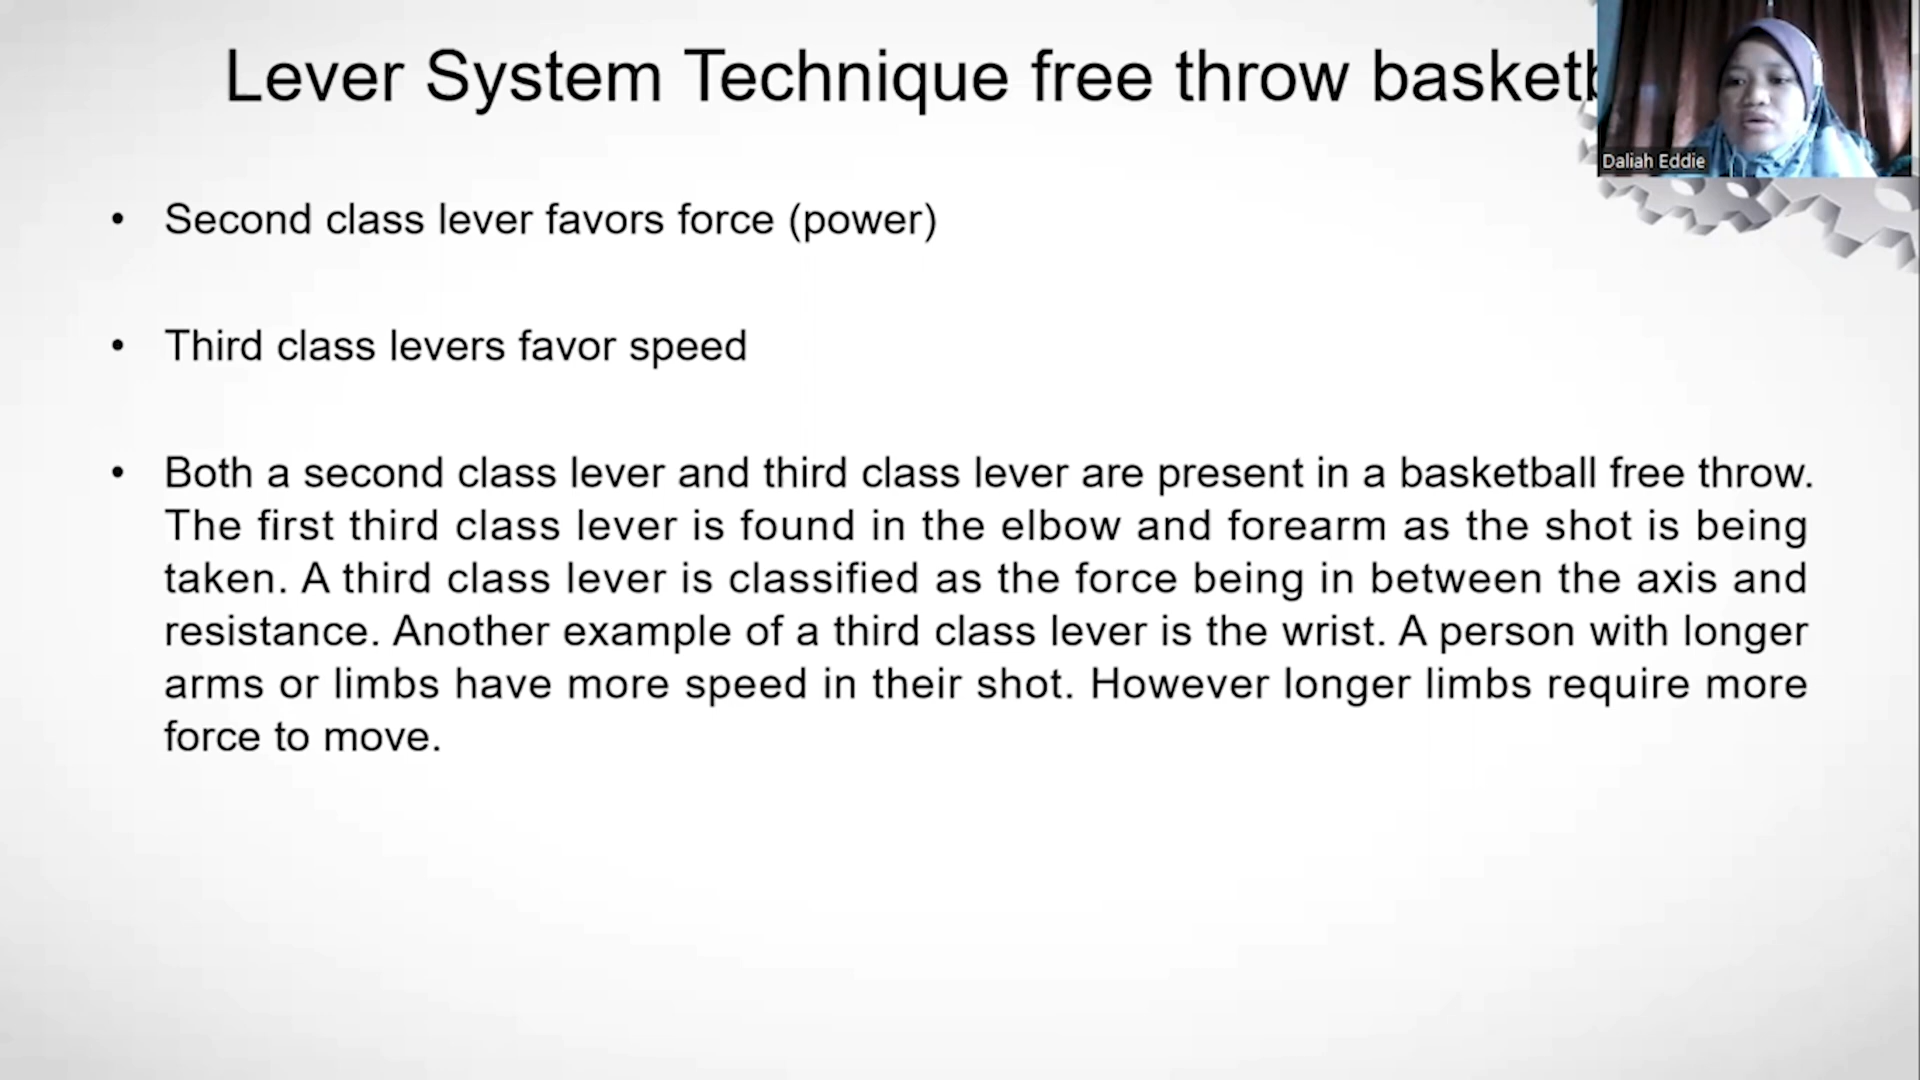 Lever System Technique free throw
Daliah Eddie
• Second class lever favors force (power)
• Third class levers favor speed
• Both a second class lever and third class lever are present in a basketball free throw.
The first third class lever is found in the elbow and forearm as the shot is being
taken. A third class lever is classified as the force being in between the axis and
resistance. Another example of a third class lever is the wrist. A person with longer
arms or limbs have more speed in their shot. However longer limbs require more
force to move.